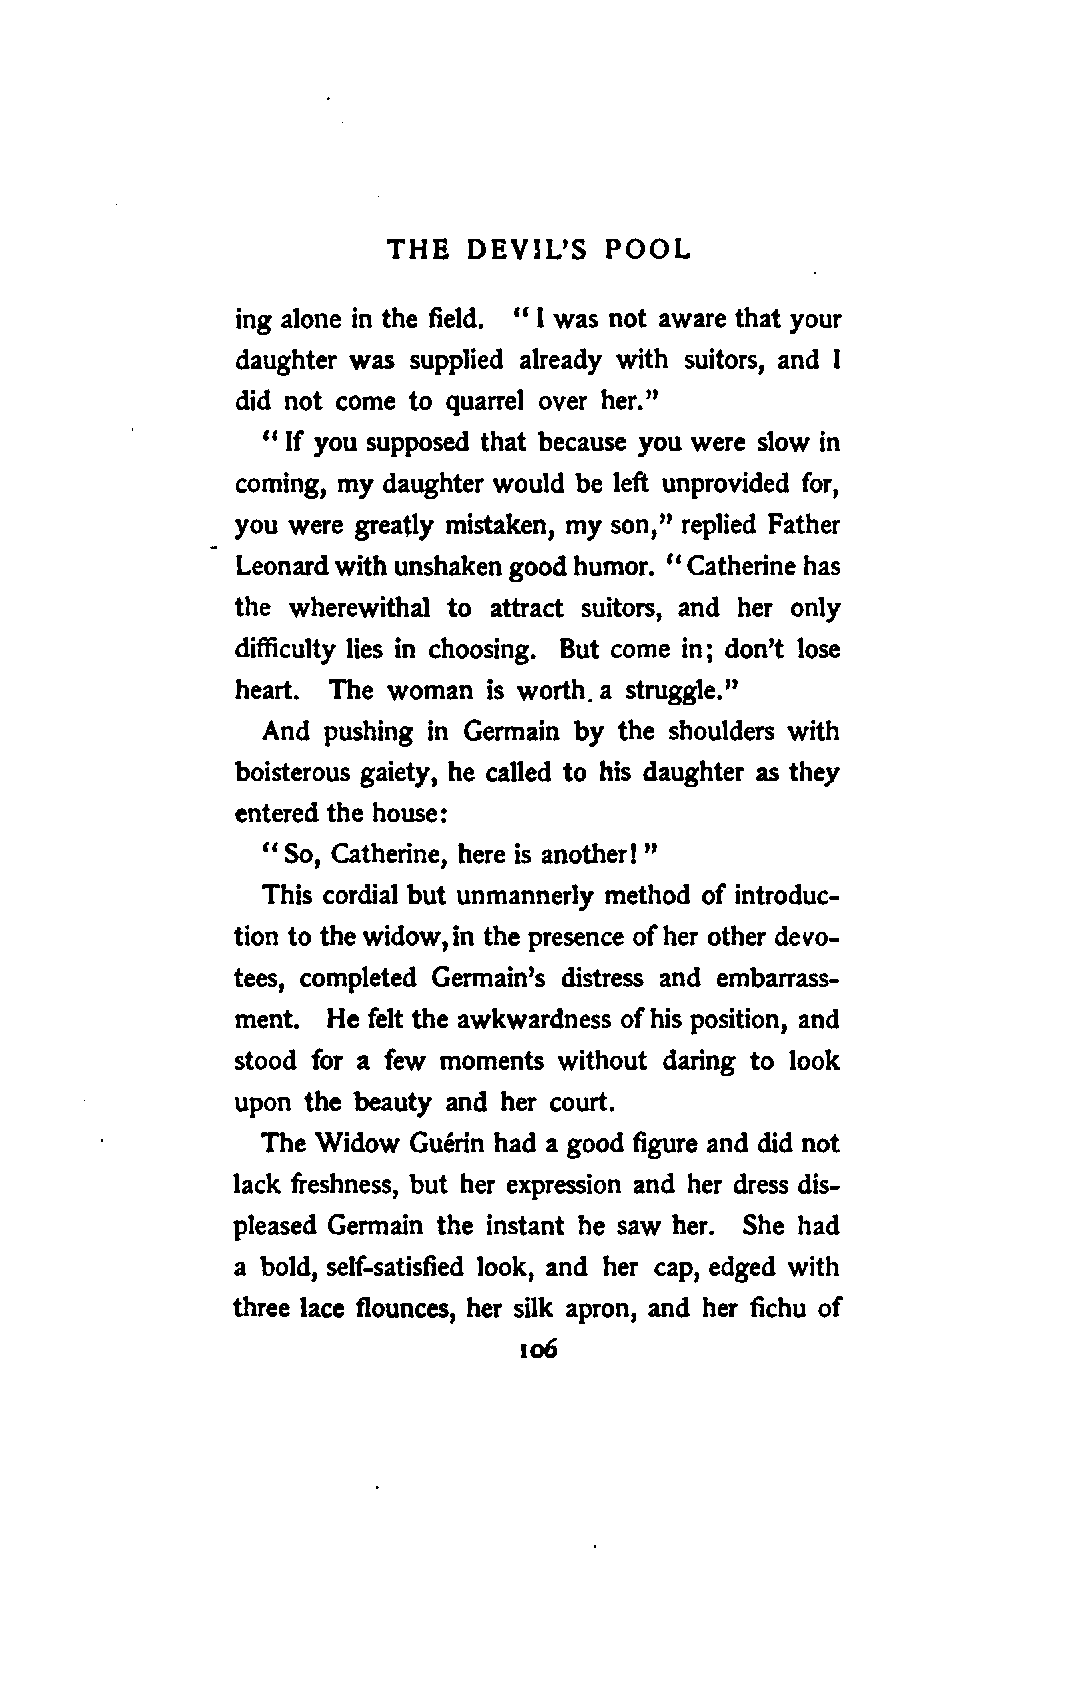 THE DEVIL'S POOL
ing alone in the field. "I was not aware that your
daughter was supplied already with suitors, and I
did not come to quarrel over her."
"If you supposed that because you were slow in
coming, my daughter would be left unprovided for,
you were greatly mistaken, my son," replied Father
Leonard with unshaken good humor. "Catherine has
the wherewithal to attract suitors, and her only
difficulty lies in choosing. But come in; don't lose
heart. The woman is worth a struggle."
And pushing in Germain by the shoulders with
boisterous gaiety, he called to his daughter as they
entered the house:
"So, Catherine, here is another!"
This cordial but unmannerly method of introduc-
tion to the widow, in the presence of her other devo-
tees, completed Germain's distress and embarrass-
ment. He felt the awkwardness of his position, and
stood for a few moments without daring to look
upon the beauty and her court.
The Widow Guérin had a good figure and did not
lack freshness, but her expression and her dress dis-
pleased Germain the instant he saw her. She had
a bold, self-satisfied look, and her cap, edged with
three lace flounces, her silk apron, and her fichu of
106